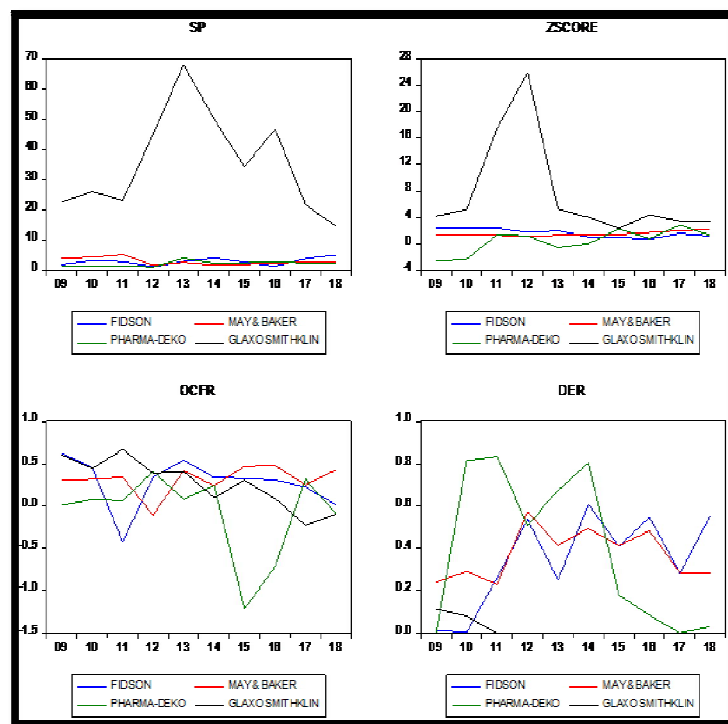 SP
70
60
50
40
30
20
10
0
09 10 11 12 13 14 15 16 17 18
FIDSON MAY&BAKER
PHARMA-DEKO GLAXOSMITHKLIN
ZSCORE
28
24
20
16
12
8
4
0
-4
09 10 11 12 13 14 15 16 17 18
FIDSON MAY&BAKER
PHARMA-DEKO GLAXOSMITHKLIN
OCFR
1.0
0.5
0.0
-0.5
-1.0
-1.5
09 10 11 12 13 14 15 16 17 18
FIDSON MAY&BAKER
PHARMA-DEKO GLAXOSMITHKLIN
DER
1.0
0.8
0.6
0.4
0.2
0.0
09 10 11 12 13 14 15 16 17 18
FIDSON MAY&BAKER
PHARMA-DEKO GLAXOSMITHKLIN